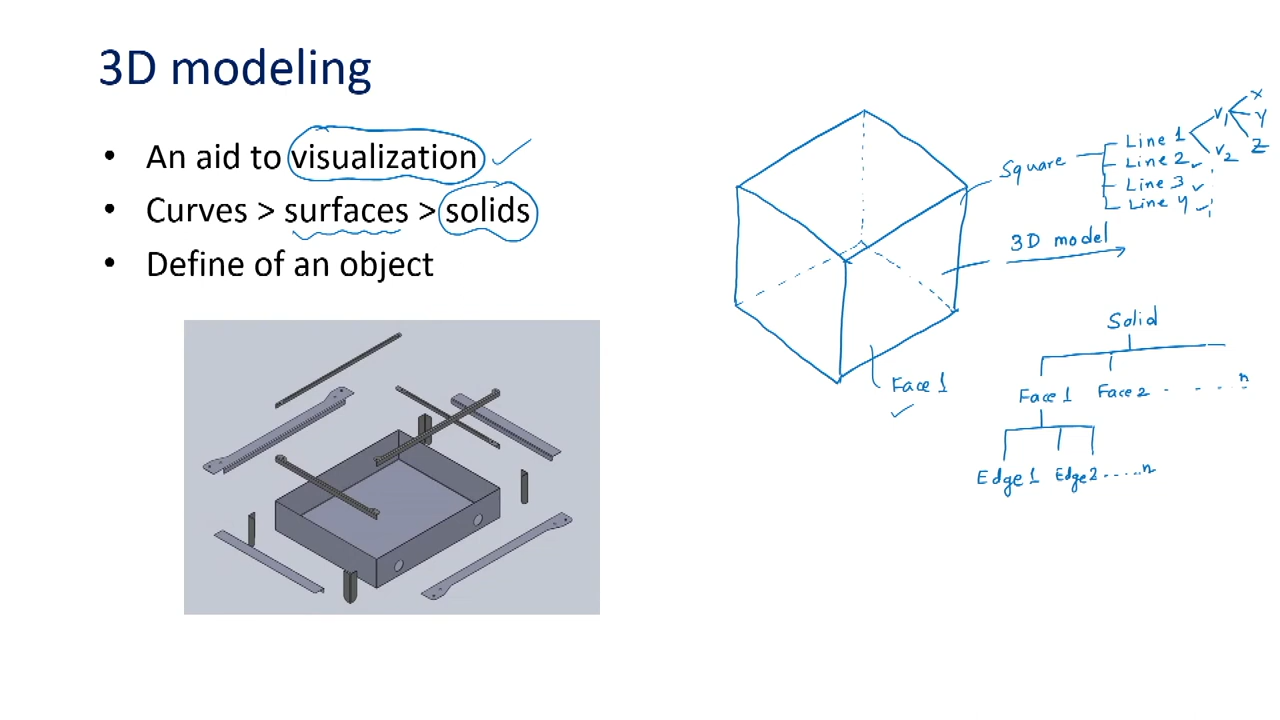 3D modeling
• An aid to visualization
• Curves > surfaces > solids
• Define of an object
Square
Line 1
Line 2
Line 3
Line 4
V1
V2
X
Y
Z
3D model
Face 1
Solid
Face 1 Face 2 . . . . n
Edge 1 Edge 2 ..... n